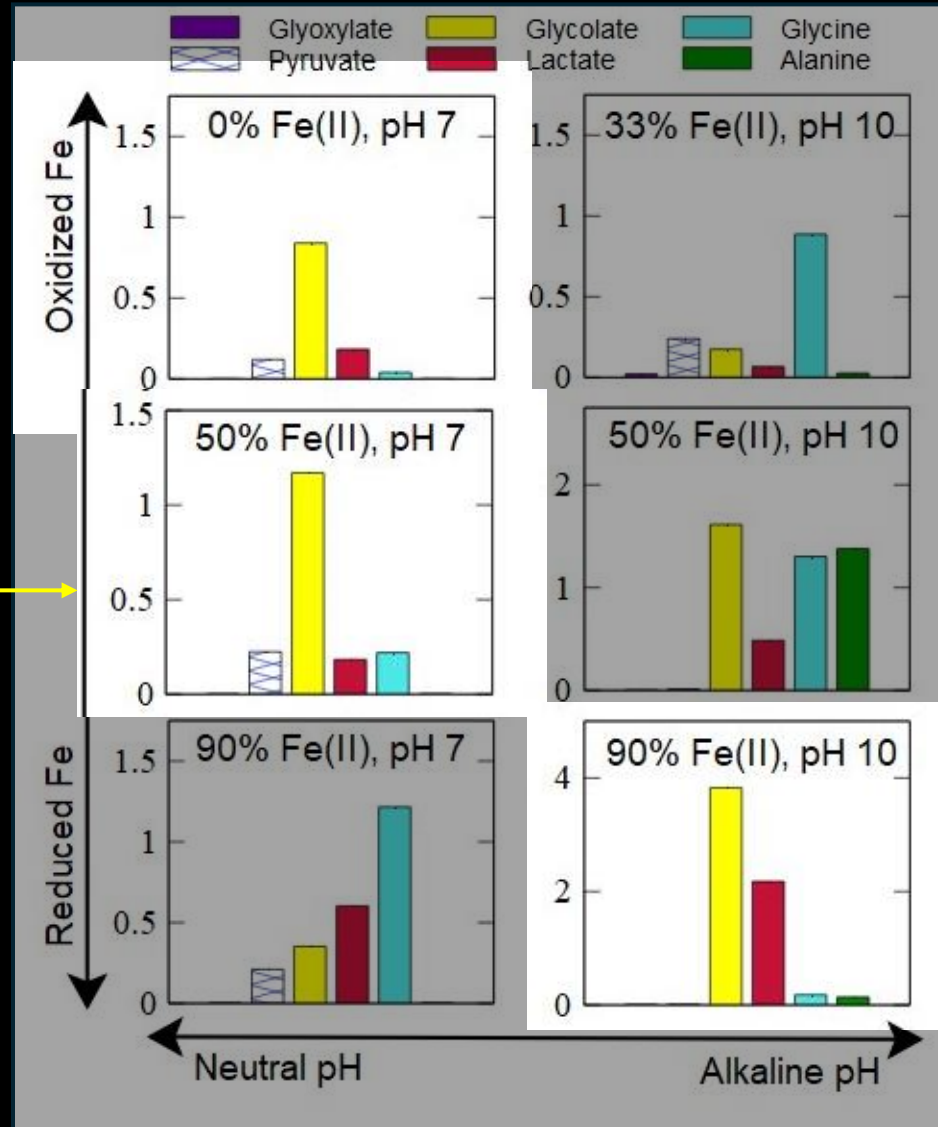 Glyoxylate Glycolate Glycine
Pyruvate Lactate Alanine
Oxidized Fe
Reduced Fe
0% Fe(II), pH 7
1.5
1
0.5
0
33% Fe(II), pH 10
1.5
1
0.5
0
50% Fe(II), pH 7
1.5
1
0.5
0
50% Fe(II), pH 10
2
1
0
90% Fe(II), pH 7
1.5
1
0.5
0
90% Fe(II), pH 10
4
2
0
Neutral pH Alkaline pH